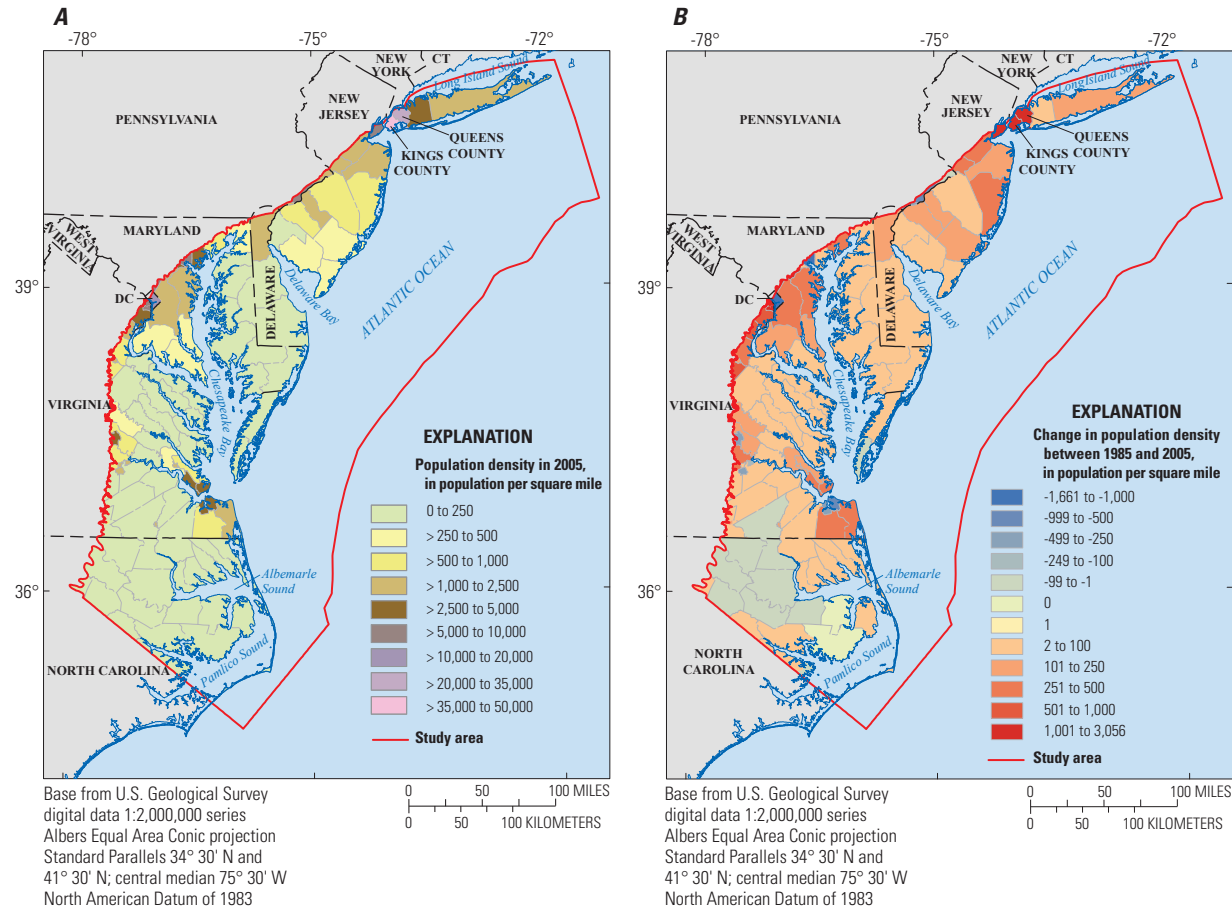 A
-78°
-75°
-72°
NEW
YORK
CT
Long Island Sound
NEW
JERSEY
PENNSYLVANIA
QUEENS
COUNTY
KINGS
COUNTY
MARYLAND
WEST
VIRGINIA
DC
39°
DELAWARE
Delaware Bay
ATLANTIC OCEAN
Chesapeake Bay
VIRGINIA
36°
Albemarle
Sound
Pamlico Sound
NORTH CAROLINA
EXPLANATION
Population density in 2005,
in population per square mile
0 to 250
> 250 to 500
> 500 to 1,000
> 1,000 to 2,500
> 2,500 to 5,000
> 5,000 to 10,000
> 10,000 to 20,000
> 20,000 to 35,000
> 35,000 to 50,000
Study area
Base from U.S. Geological Survey
digital data 1:2,000,000 series
Albers Equal Area Conic projection
Standard Parallels 34° 30' N and
41° 30' N; central median 75° 30' W
North American Datum of 1983
0 50 100 MILES
0 50 100 KILOMETERS
B
-78°
-75°
-72°
NEW
YORK
CT
Long Island Sound
NEW
JERSEY
PENNSYLVANIA
QUEENS
COUNTY
KINGS
COUNTY
MARYLAND
WEST
VIRGINIA
DC
39°
DELAWARE
Delaware Bay
ATLANTIC OCEAN
Chesapeake Bay
VIRGINIA
36°
Albemarle
Sound
Pamlico Sound
NORTH
CAROLINA
EXPLANATION
Change in population density
between 1985 and 2005,
in population per square mile
-1,661 to -1,000
-999 to -500
-499 to -250
-249 to -100
-99 to -1
0
1
2 to 100
101 to 250
251 to 500
501 to 1,000
1,001 to 3,056
Study area
Base from U.S. Geological Survey
digital data 1:2,000,000 series
Albers Equal Area Conic projection
Standard Parallels 34° 30' N and
41° 30' N; central median 75° 30' W
North American Datum of 1983
0 50 100 MILES
0 50 100 KILOMETERS